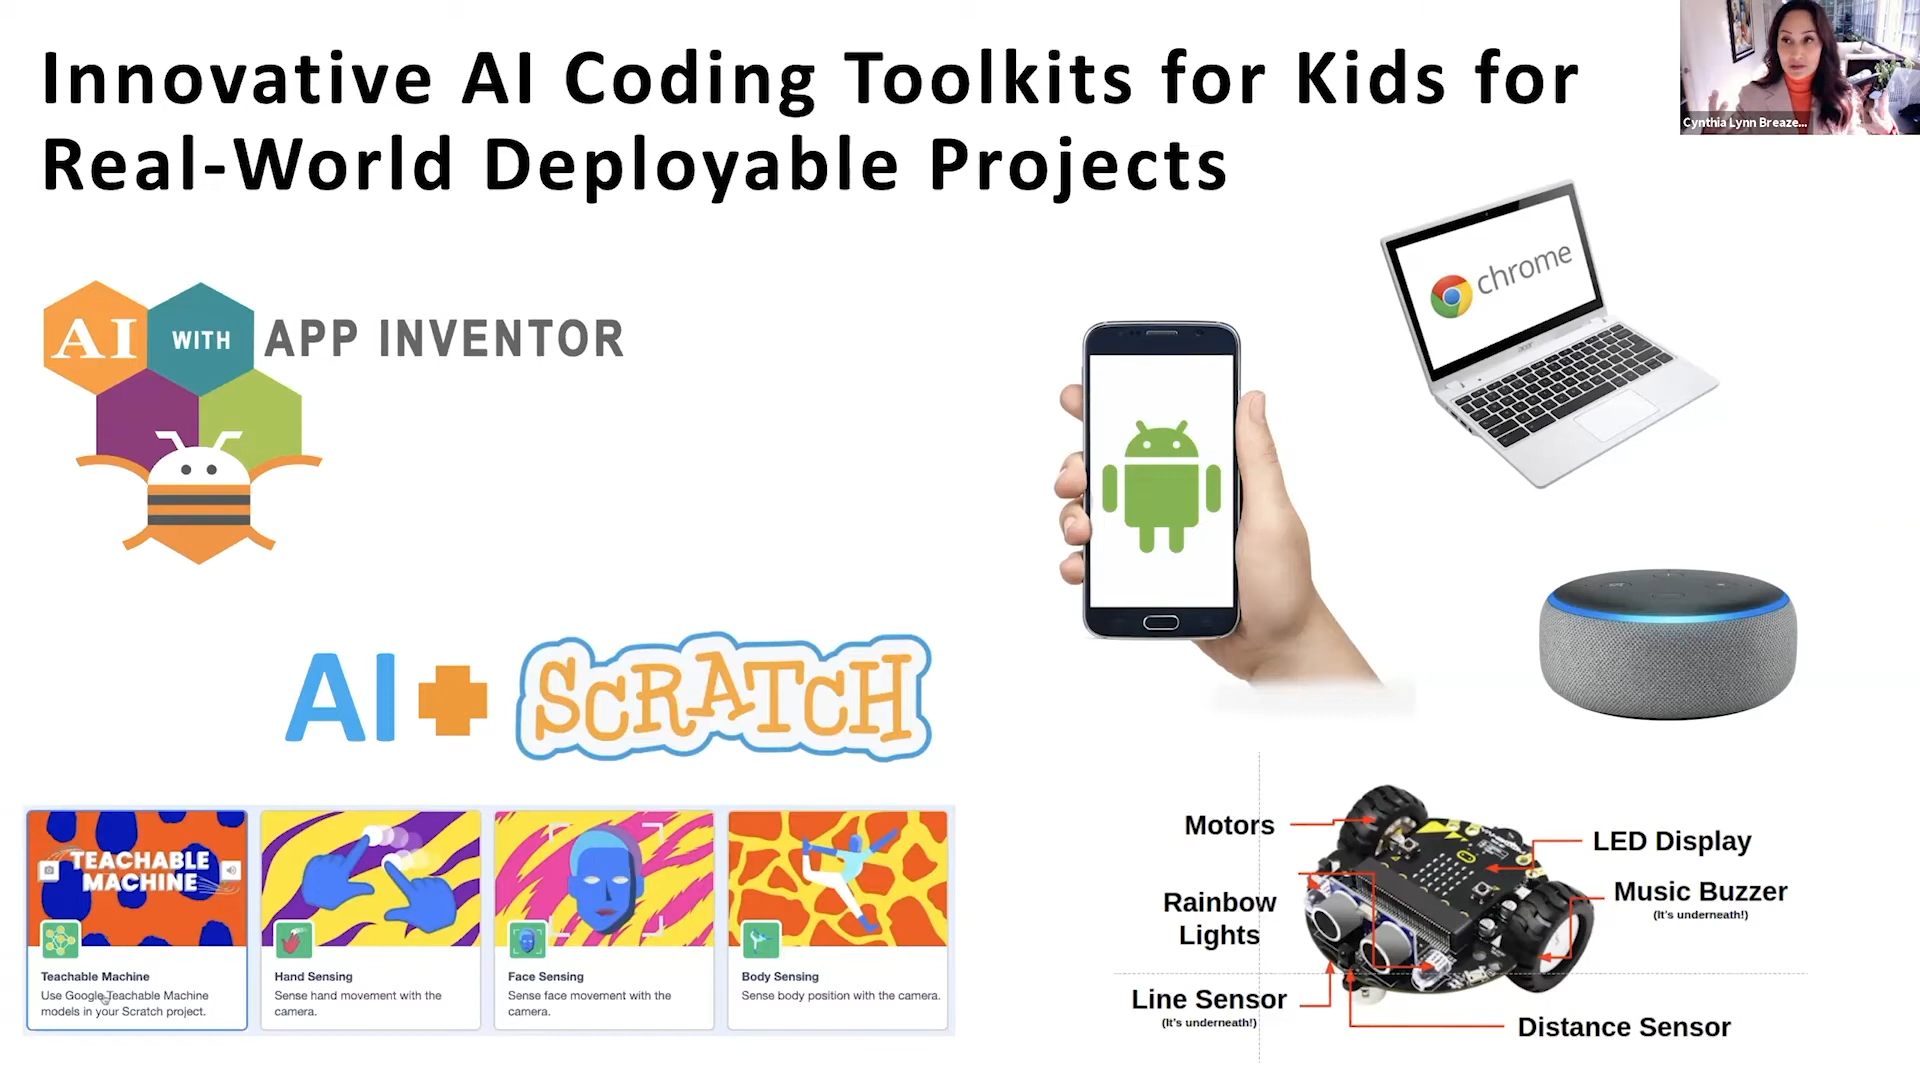 Innovative AI Coding Toolkits for Kids for
Real-World Deployable Projects
Cynthia Lynn Breaze...
chrome
acer
AI WITH APP INVENTOR
AI + SCRATCH
TEACHABLE
MACHINE
Teachable Machine
Use Google Teachable Machine
models in your Scratch project.
Hand Sensing
Sense hand movement with the
camera.
Face Sensing
Sense face movement with the
camera.
Body Sensing
Sense body position with the camera.
Motors
Rainbow
Lights
Line Sensor
(It's underneath!)
LED Display
Music Buzzer
(It's underneath!)
Distance Sensor